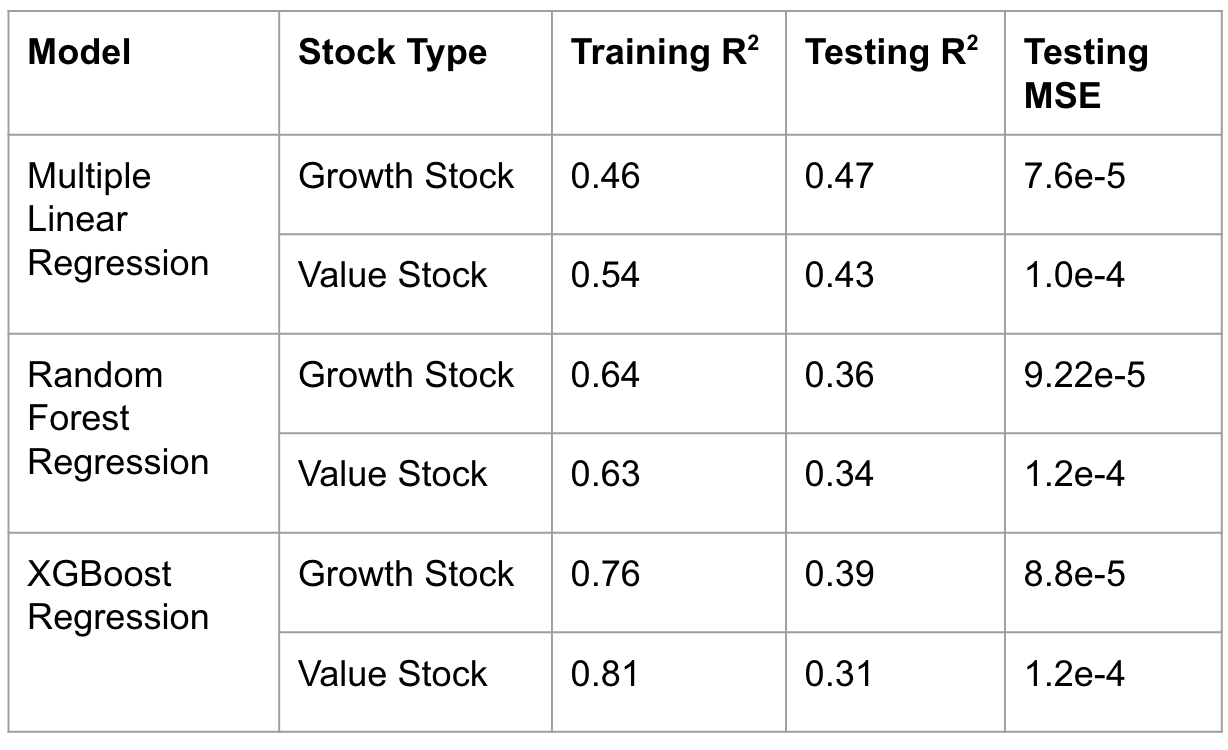 Model Stock Type Training R² Testing R² Testing
MSE
Multiple
Linear
Regression
Growth Stock 0.46 0.47 7.6e-5
Value Stock 0.54 0.43 1.0e-4
Random
Forest
Regression
Growth Stock 0.64 0.36 9.22e-5
Value Stock 0.63 0.34 1.2e-4
XGBoost
Regression
Growth Stock 0.76 0.39 8.8e-5
Value Stock 0.81 0.31 1.2e-4